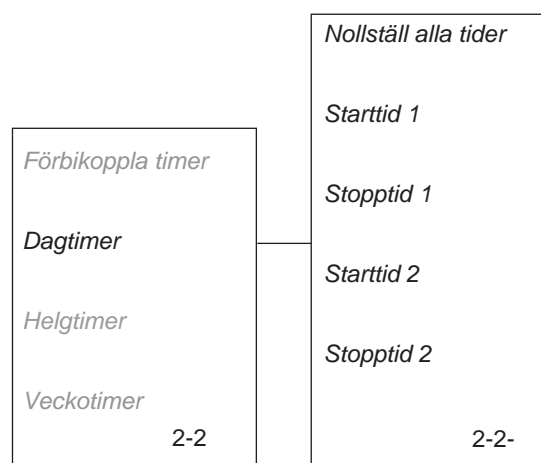 Förbikoppla timer
Dagtimer
Helgtimer
Veckotimer
2-2
Nollställ alla tider
Starttid 1
Stopptid 1
Starttid 2
Stopptid 2
2-2-